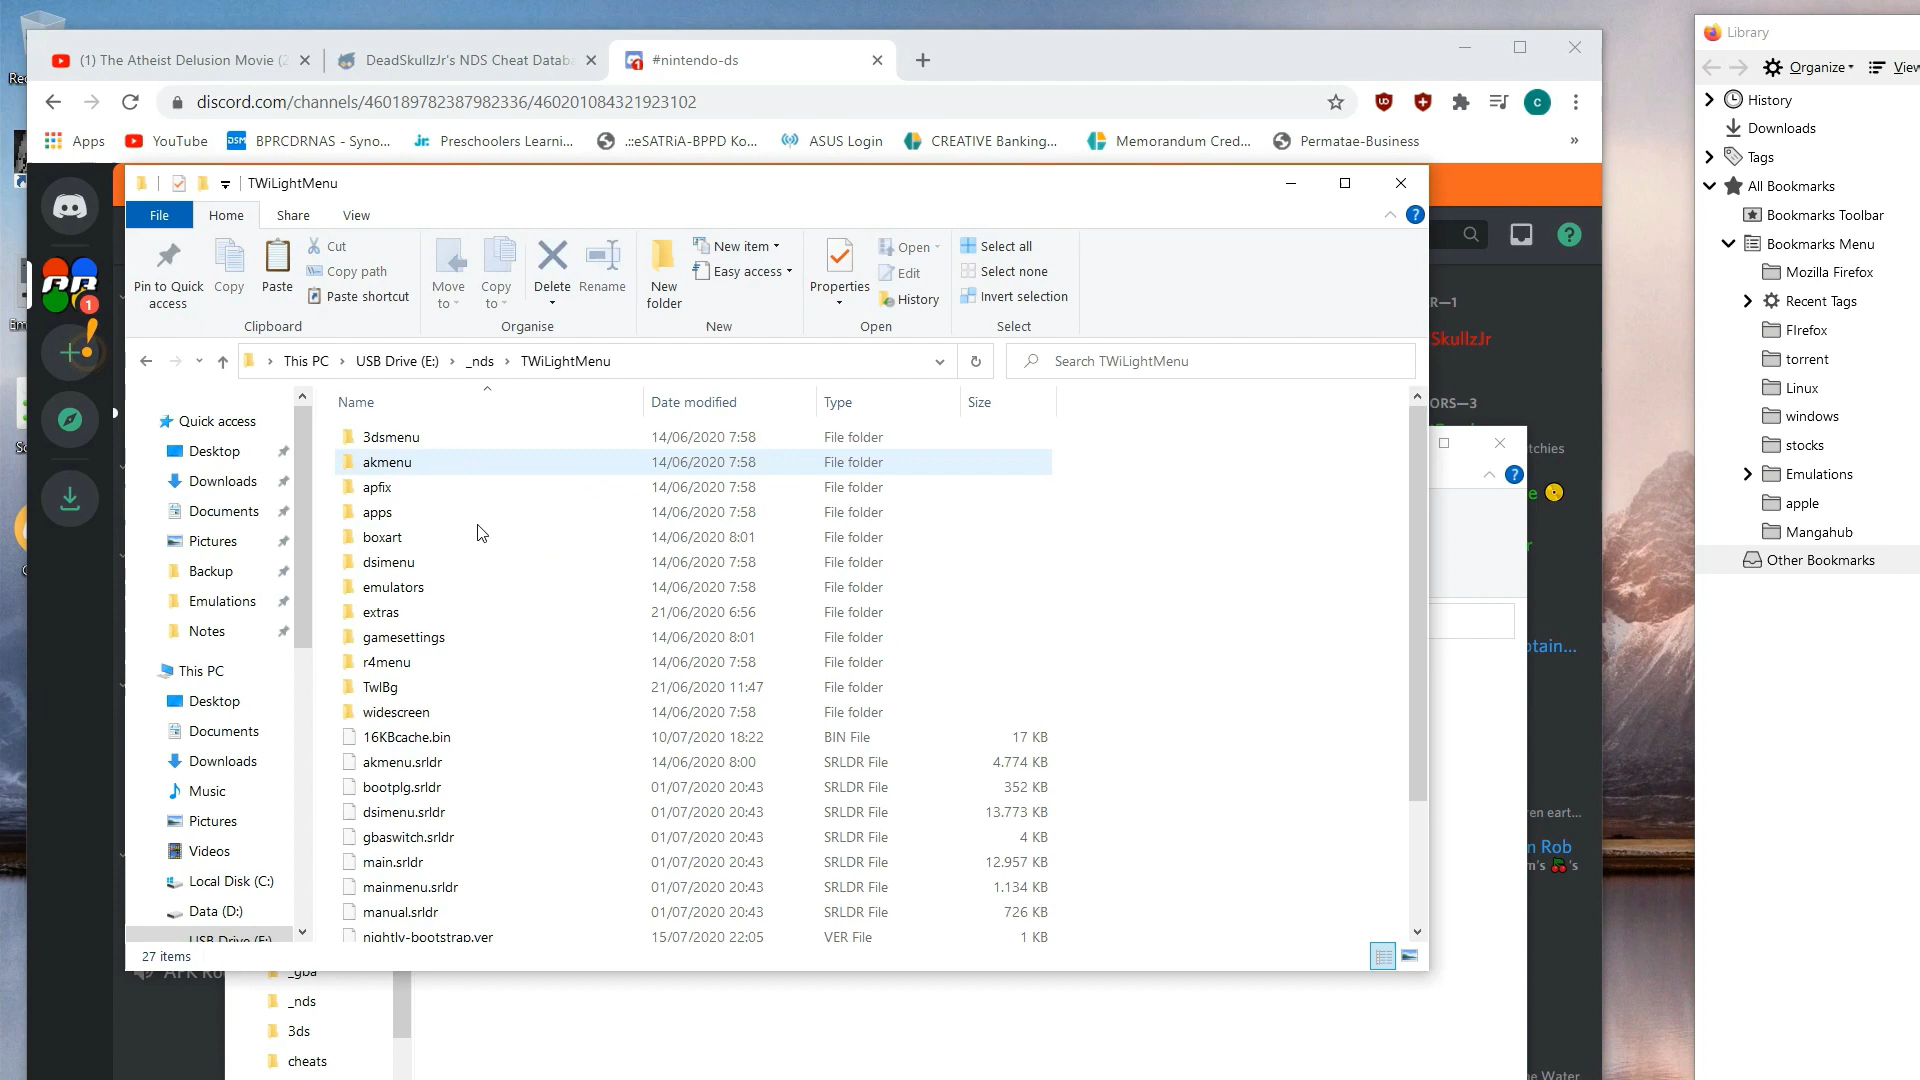 (1) The Atheist Delusion Movie (2
DeadSkullzJr's NDS Cheat Datab
#nintendo-ds
discord.com/channels/460189782387982336/460201084321923102
Apps
YouTube
BPRCDRNAS - Syno...
Preschoolers Learni...
.::eSATRiA-BPPD Ko...
ASUS Login
CREATIVE Banking...
Memorandum Cred...
Permatae-Business
»
TWiLightMenu
File
Home
Share
View
Pin to Quick access
Copy
Paste
Cut
Copy path
Paste shortcut
Clipboard
Move to
Copy to
Delete
Rename
Organise
New folder
New item
Easy access
New
Properties
Open
Edit
History
Open
Select all
Select none
Invert selection
Select
This PC
USB Drive (E:)
_nds
TWiLightMenu
Search TWiLightMenu
Quick access
Desktop
Downloads
Documents
Pictures
Backup
Emulations
Notes
This PC
Desktop
Documents
Downloads
Music
Pictures
Videos
Local Disk (C:)
Data (D:)
USB Drive (E:)
Name Date modified Type Size
3dsmenu 14/06/2020 7:58 File folder
akmenu 14/06/2020 7:58 File folder
apfix 14/06/2020 7:58 File folder
apps 14/06/2020 7:58 File folder
boxart 14/06/2020 8:01 File folder
dsimenu 14/06/2020 7:58 File folder
emulators 14/06/2020 7:58 File folder
extras 21/06/2020 6:56 File folder
gamesettings 14/06/2020 8:01 File folder
r4menu 14/06/2020 7:58 File folder
TwlBg 21/06/2020 11:47 File folder
widescreen 14/06/2020 7:58 File folder
16KBcache.bin 10/07/2020 18:22 BIN File 17 KB
akmenu.srldr 14/06/2020 8:00 SRLDR File 4.774 KB
bootplg.srldr 01/07/2020 20:43 SRLDR File 352 KB
dsimenu.srldr 01/07/2020 20:43 SRLDR File 13.773 KB
gbaswitch.srldr 01/07/2020 20:43 SRLDR File 4 KB
main.srldr 01/07/2020 20:43 SRLDR File 12.957 KB
mainmenu.srldr 01/07/2020 20:43 SRLDR File 1.134 KB
manual.srldr 01/07/2020 20:43 SRLDR File 726 KB
nightly-bootstrap.ver 15/07/2020 22:05 VER File 1 KB
27 items
_gba
_nds
3ds
cheats
R—1
SkullzJr
ORS—3
tchies
ptain...
en eart...
n Rob
m's 🍒's
e Water
Library
Organize
View
History
Downloads
Tags
All Bookmarks
Bookmarks Toolbar
Bookmarks Menu
Mozilla Firefox
Recent Tags
FIrefox
torrent
Linux
windows
stocks
Emulations
apple
Mangahub
Other Bookmarks